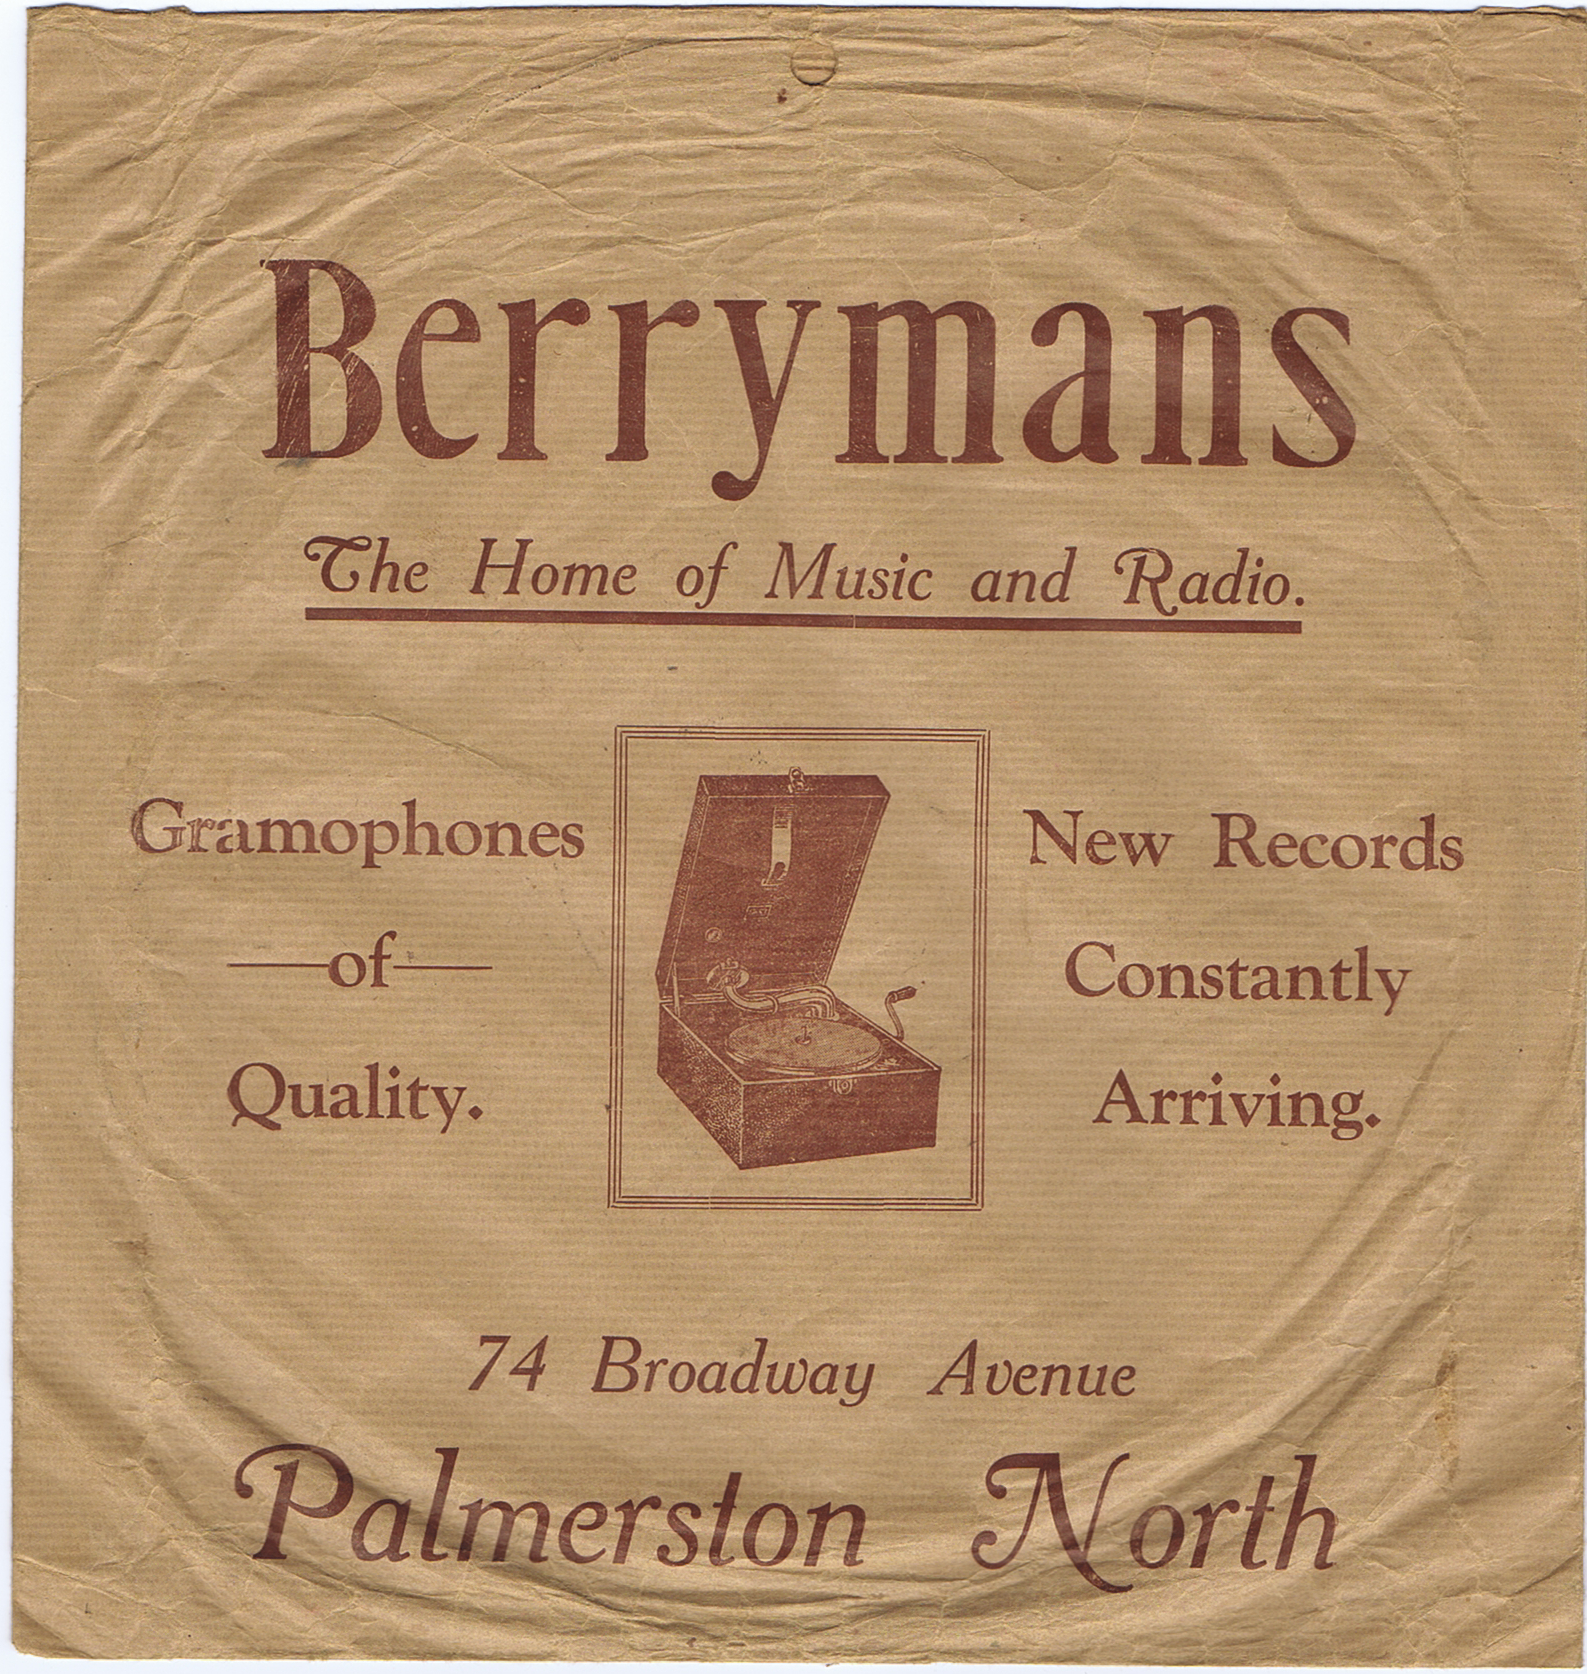 Berrymans
The Home of Music and Radio.
Gramophones
—of—
Quality.
New Records
Constantly
Arriving.
74 Broadway Avenue
Palmerston North